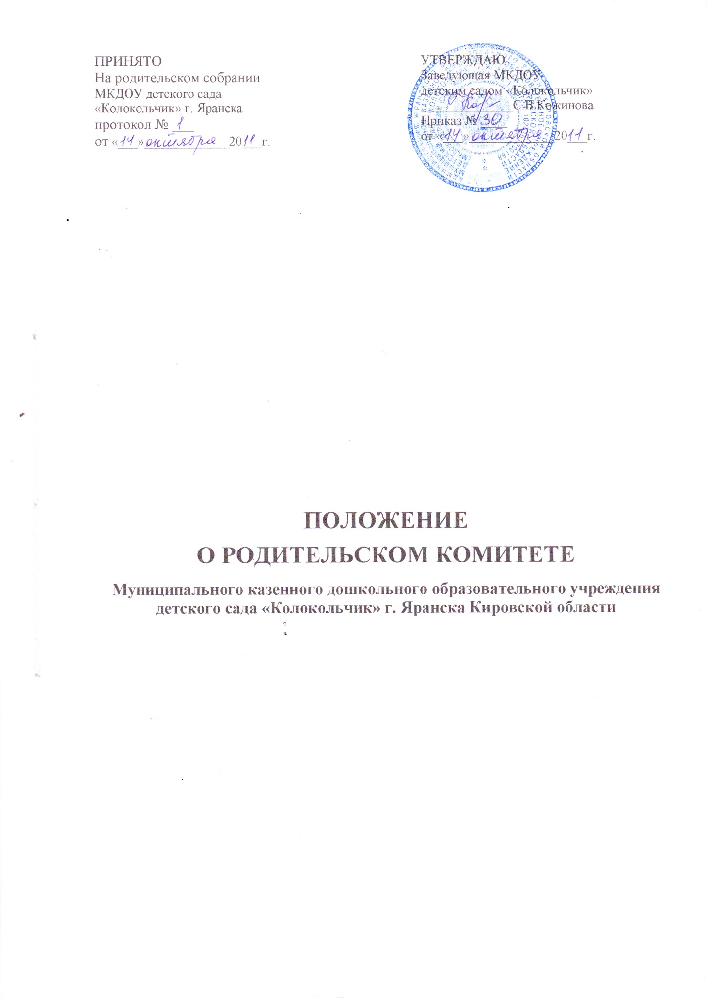 ПРИНЯТО
На родительском собрании
МКДОУ детского сада
«Колокольчик» г. Яранска
протокол № 1
от «14» октября 2011 г.
УТВЕРЖДАЮ
Заведующая МКДОУ
детским садом «Колокольчик»
С.В.Кожинова
Приказ № 30
от «14» октября 2011 г.
ПОЛОЖЕНИЕ
О РОДИТЕЛЬСКОМ КОМИТЕТЕ
Муниципального казенного дошкольного образовательного учреждения
детского сада «Колокольчик» г. Яранска Кировской области